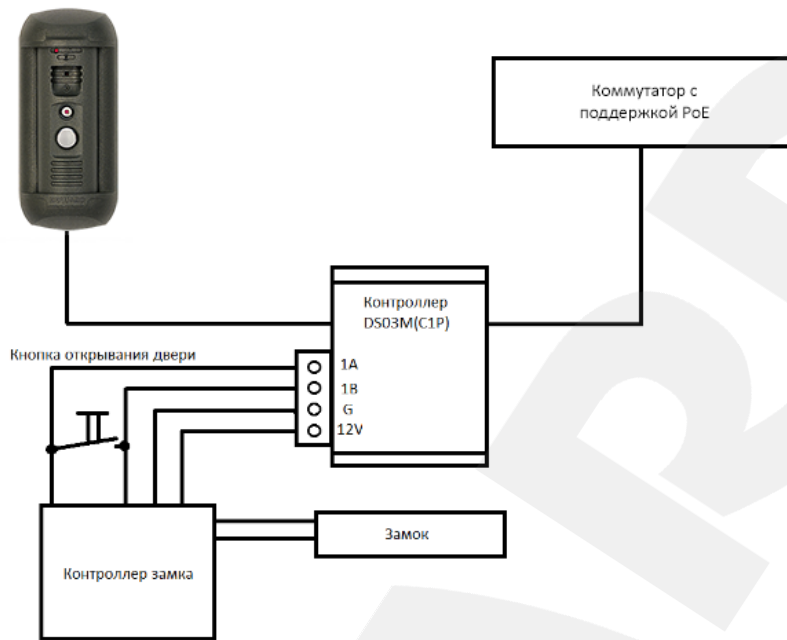 Коммутатор с
поддержкой PoE
Контроллер
DS03M(C1P)
Кнопка открывания двери
1A
1B
G
12V
Замок
Контроллер замка